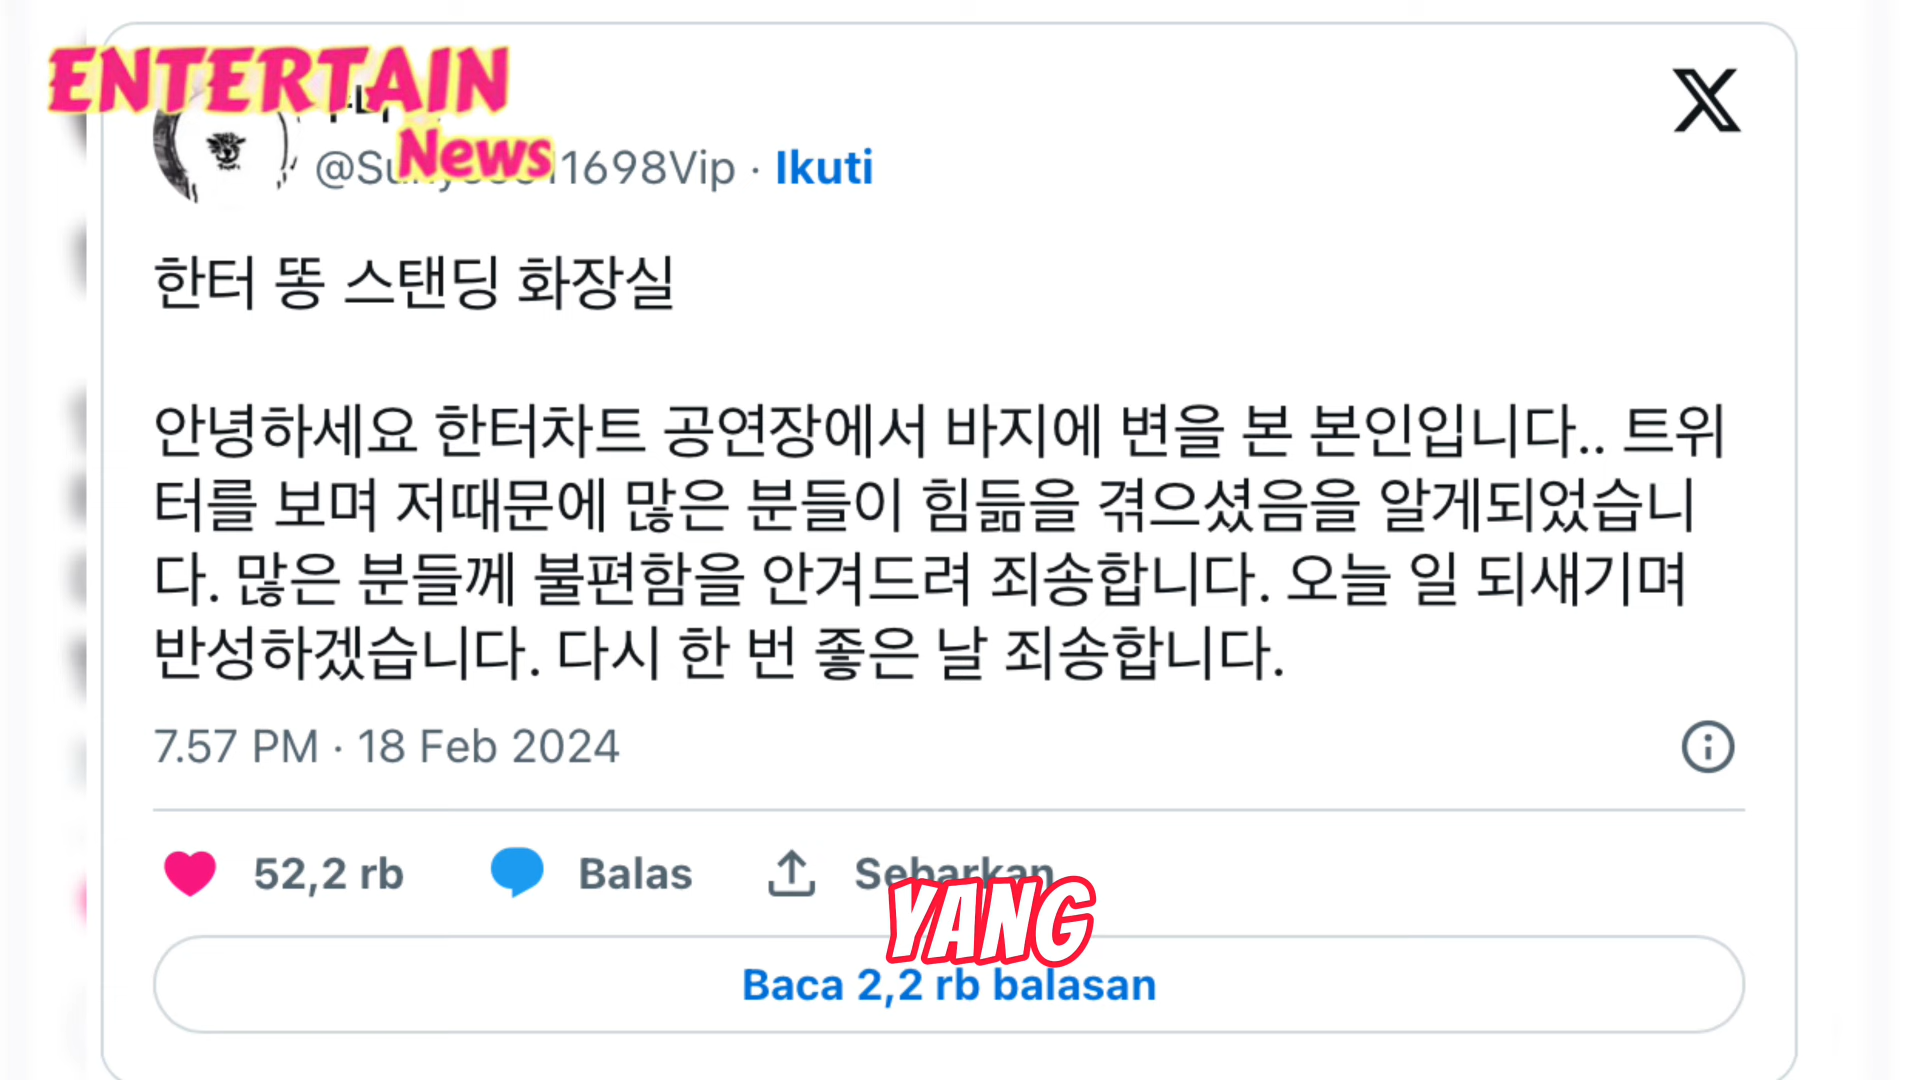 ENTERTAIN
News
1698Vip · Ikuti
한터 똥 스탠딩 화장실
안녕하세요 한터차트 공연장에서 바지에 변을 본 본인입니다.. 트위
터를 보며 저때문에 많은 분들이 힘듦을 겪으셨음을 알게되었습니
다. 많은 분들께 불편함을 안겨드려 죄송합니다. 오늘 일 되새기며
반성하겠습니다. 다시 한 번 좋은 날 죄송합니다.
7.57 PM · 18 Feb 2024
52,2 rb Balas Sebarkan
YANG
Baca 2,2 rb balasan